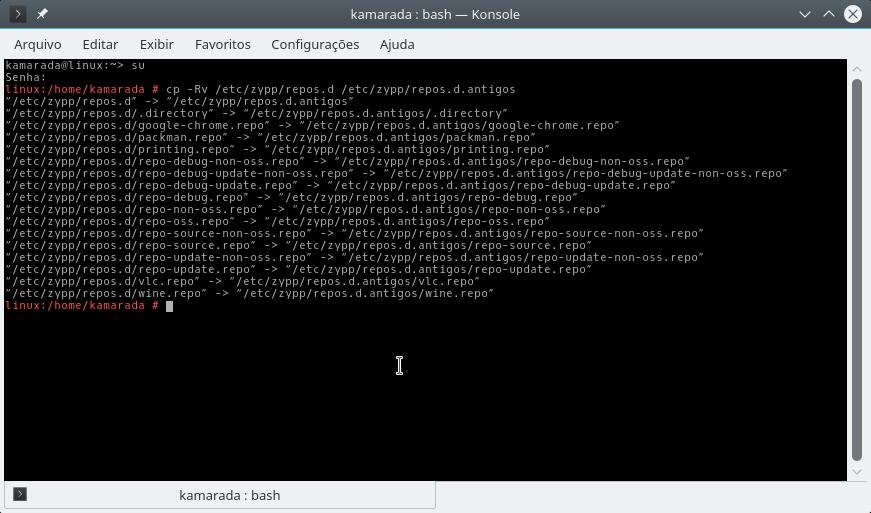 kamarada : bash — Konsole
Arquivo Editar Exibir Favoritos Configurações Ajuda
kamarada@linux:~> su
Senha:
linux:/home/kamarada # cp -Rv /etc/zypp/repos.d /etc/zypp/repos.d.antigos
“/etc/zypp/repos.d” -> “/etc/zypp/repos.d.antigos”
“/etc/zypp/repos.d/.directory” -> “/etc/zypp/repos.d.antigos/.directory”
“/etc/zypp/repos.d/google-chrome.repo” -> “/etc/zypp/repos.d.antigos/google-chrome.repo”
“/etc/zypp/repos.d/packman.repo” -> “/etc/zypp/repos.d.antigos/packman.repo”
“/etc/zypp/repos.d/printing.repo” -> “/etc/zypp/repos.d.antigos/printing.repo”
“/etc/zypp/repos.d/repo-debug-non-oss.repo” -> “/etc/zypp/repos.d.antigos/repo-debug-non-oss.repo”
“/etc/zypp/repos.d/repo-debug-update-non-oss.repo” -> “/etc/zypp/repos.d.antigos/repo-debug-update-non-oss.repo”
“/etc/zypp/repos.d/repo-debug-update.repo” -> “/etc/zypp/repos.d.antigos/repo-debug-update.repo”
“/etc/zypp/repos.d/repo-debug.repo” -> “/etc/zypp/repos.d.antigos/repo-debug.repo”
“/etc/zypp/repos.d/repo-non-oss.repo” -> “/etc/zypp/repos.d.antigos/repo-non-oss.repo”
“/etc/zypp/repos.d/repo-oss.repo” -> “/etc/zypp/repos.d.antigos/repo-oss.repo”
“/etc/zypp/repos.d/repo-source-non-oss.repo” -> “/etc/zypp/repos.d.antigos/repo-source-non-oss.repo”
“/etc/zypp/repos.d/repo-source.repo” -> “/etc/zypp/repos.d.antigos/repo-source.repo”
“/etc/zypp/repos.d/repo-update-non-oss.repo” -> “/etc/zypp/repos.d.antigos/repo-update-non-oss.repo”
“/etc/zypp/repos.d/repo-update.repo” -> “/etc/zypp/repos.d.antigos/repo-update.repo”
“/etc/zypp/repos.d/vlc.repo” -> “/etc/zypp/repos.d.antigos/vlc.repo”
“/etc/zypp/repos.d/wine.repo” -> “/etc/zypp/repos.d.antigos/wine.repo”
linux:/home/kamarada #
kamarada : bash